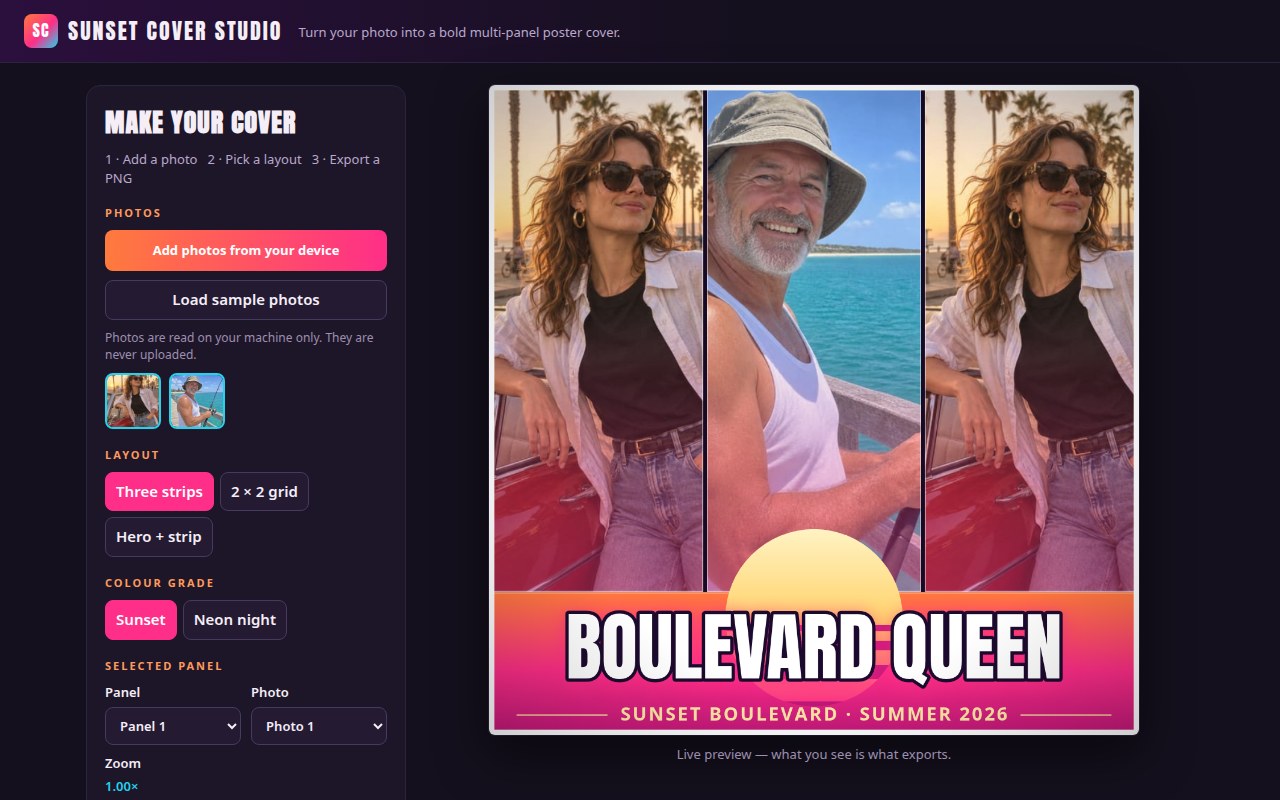 SC SUNSET COVER STUDIO Turn your photo into a bold multi-panel poster cover.
MAKE YOUR COVER
1 · Add a photo 2 · Pick a layout 3 · Export a
PNG
PHOTOS
Add photos from your device
Load sample photos
Photos are read on your machine only. They are
never uploaded.
LAYOUT
Three strips 2 × 2 grid
Hero + strip
COLOUR GRADE
Sunset Neon night
SELECTED PANEL
Panel Photo
Panel 1 Photo 1
Zoom
1.00×
BOULEVARD QUEEN
SUNSET BOULEVARD · SUMMER 2026
Live preview — what you see is what exports.